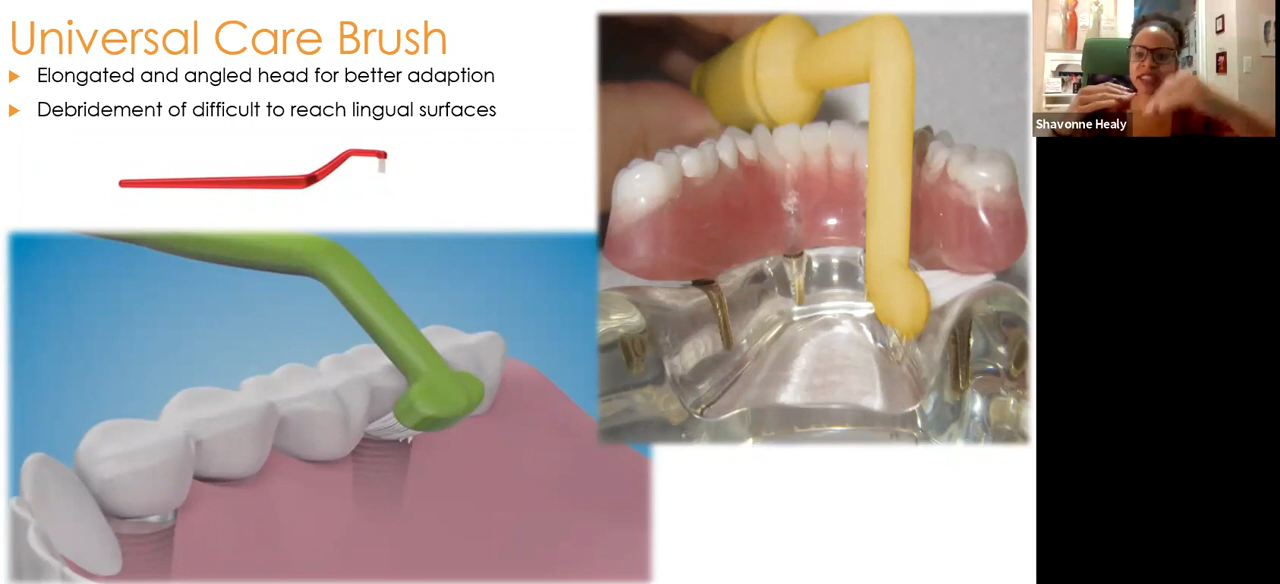 Universal Care Brush
Elongated and angled head for better adaption
Debridement of difficult to reach lingual surfaces
Shavonne Healy